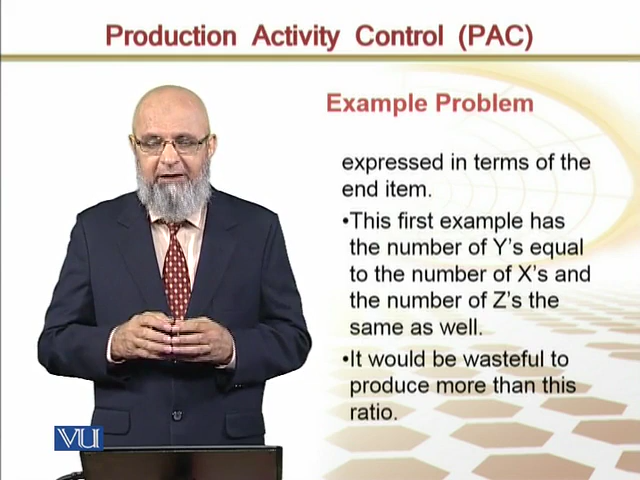 Production Activity Control (PAC)
Example Problem
expressed in terms of the
end item.
•This first example has
the number of Y's equal
to the number of X's and
the number of Z's the
same as well.
•It would be wasteful to
produce more than this
ratio.
VU